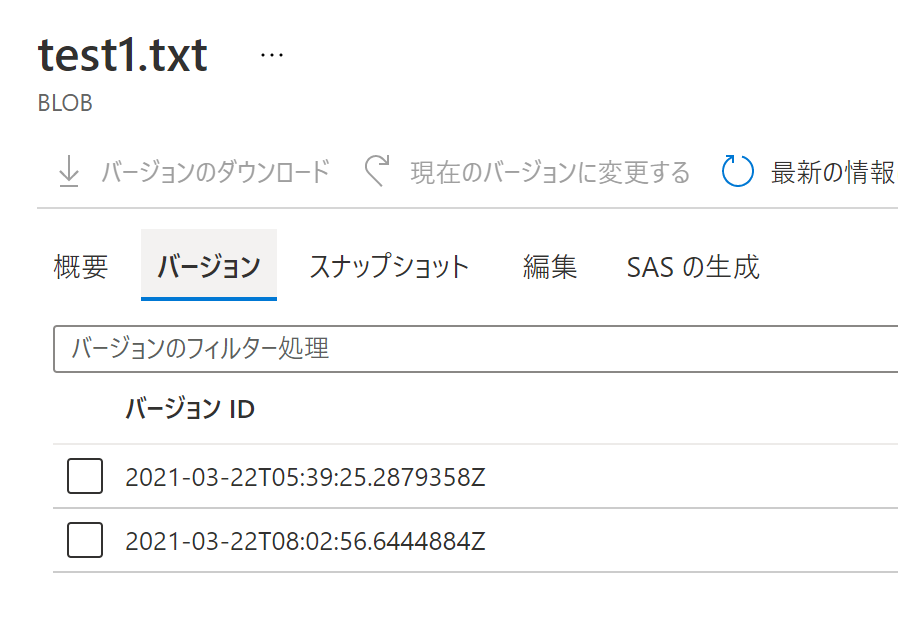 test1.txt ...
BLOB
バージョンのダウンロード 現在のバージョンに変更する 最新の情報
概要 バージョン スナップショット 編集 SAS の生成
バージョンのフィルター処理
バージョン ID
2021-03-22T05:39:25.2879358Z
2021-03-22T08:02:56.6444884Z